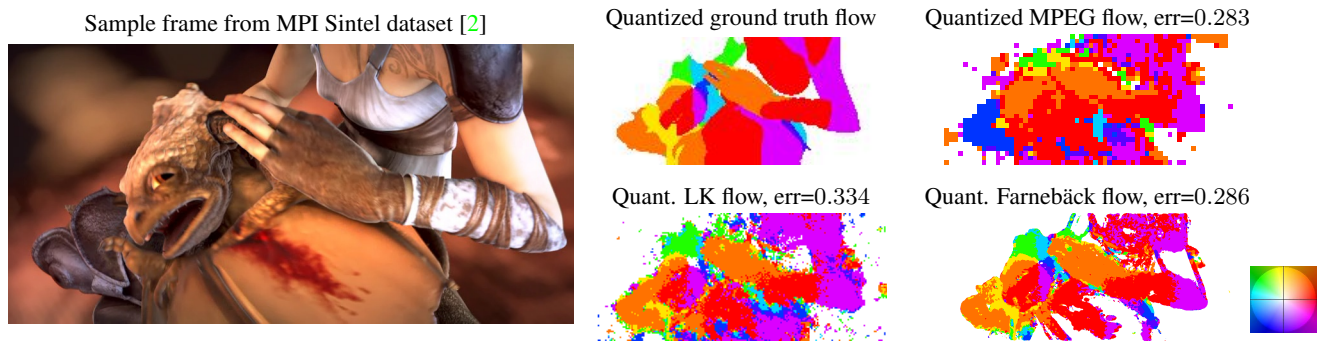 Sample frame from MPI Sintel dataset [2]
Quantized ground truth flow
Quantized MPEG flow, err=0.283
Quant. LK flow, err=0.334
Quant. Farnebäck flow, err=0.286